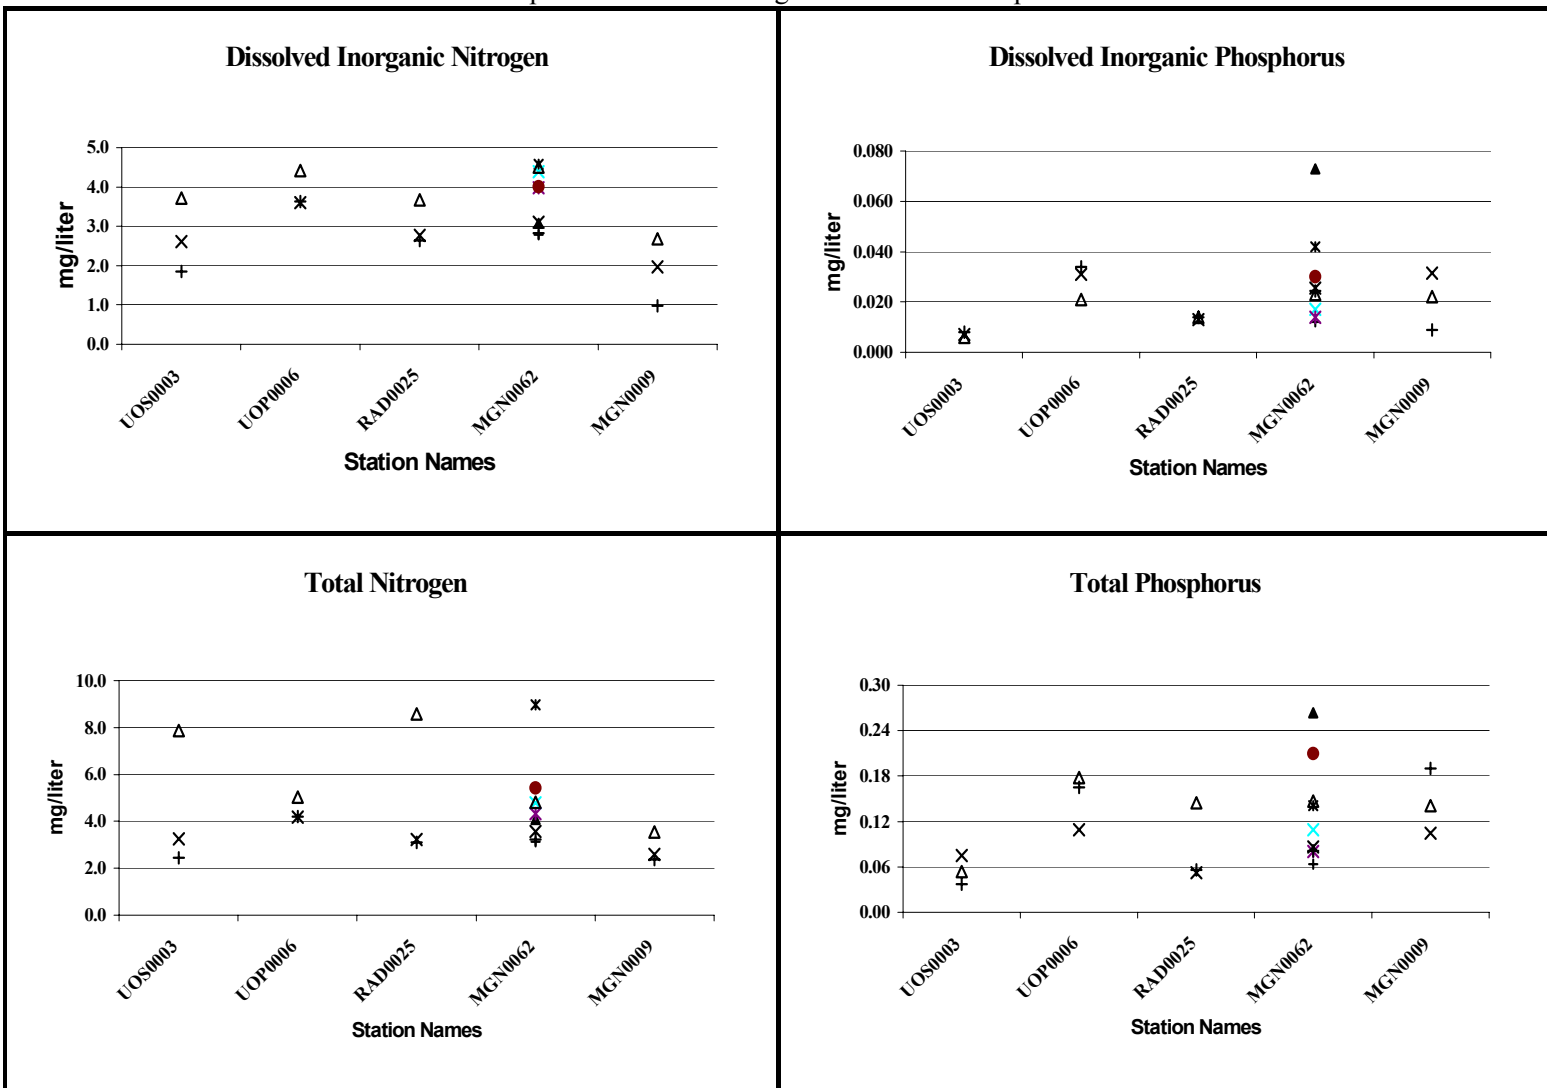 Dissolved Inorganic Nitrogen
5.0
4.0
3.0
2.0
1.0
0.0
mg/liter
UOS0003
UOP0006
RAD0025
MGN0062
MGN0009
Station Names
Dissolved Inorganic Phosphorus
0.080
0.060
0.040
0.020
0.000
mg/liter
UOS0003
UOP0006
RAD0025
MGN0062
MGN0009
Station Names
Total Nitrogen
10.0
8.0
6.0
4.0
2.0
0.0
mg/liter
UOS0003
UOP0006
RAD0025
MGN0062
MGN0009
Station Names
Total Phosphorus
0.30
0.24
0.18
0.12
0.06
0.00
mg/liter
UOS0003
UOP0006
RAD0025
MGN0062
MGN0009
Station Names